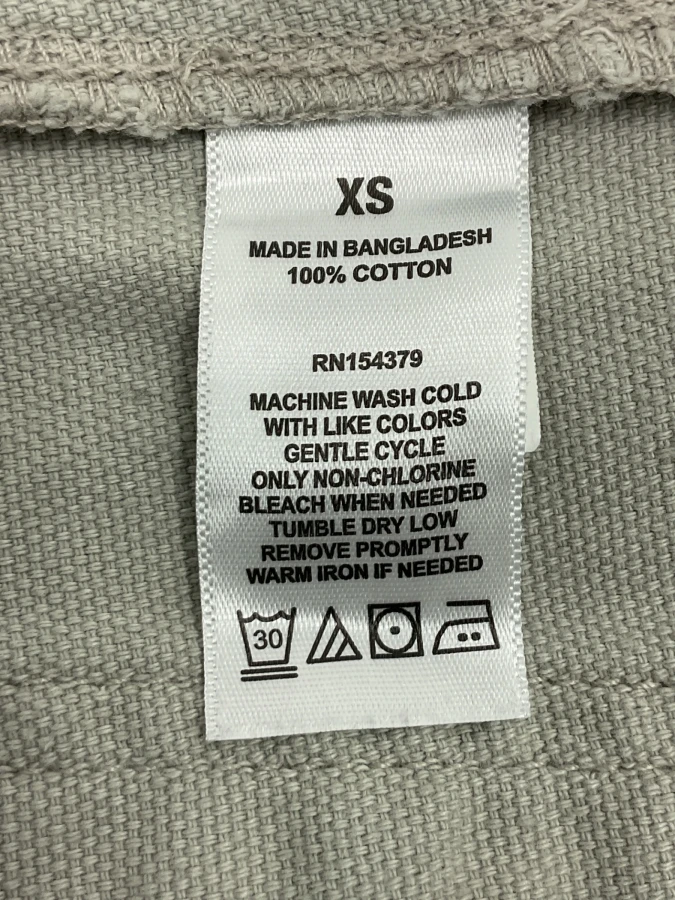 XS
MADE IN BANGLADESH
100% COTTON
RN154379
MACHINE WASH COLD
WITH LIKE COLORS
GENTLE CYCLE
ONLY NON-CHLORINE
BLEACH WHEN NEEDED
TUMBLE DRY LOW
REMOVE PROMPTLY
WARM IRON IF NEEDED
30